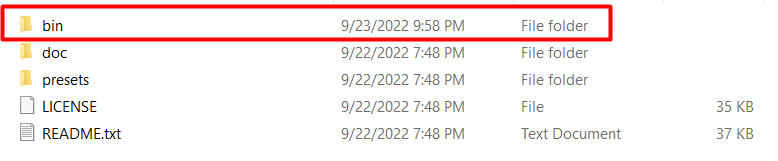 bin 9/23/2022 9:58 PM File folder
doc 9/22/2022 7:48 PM File folder
presets 9/22/2022 7:48 PM File folder
LICENSE 9/22/2022 7:48 PM File 35 KB
README.txt 9/22/2022 7:48 PM Text Document 37 KB